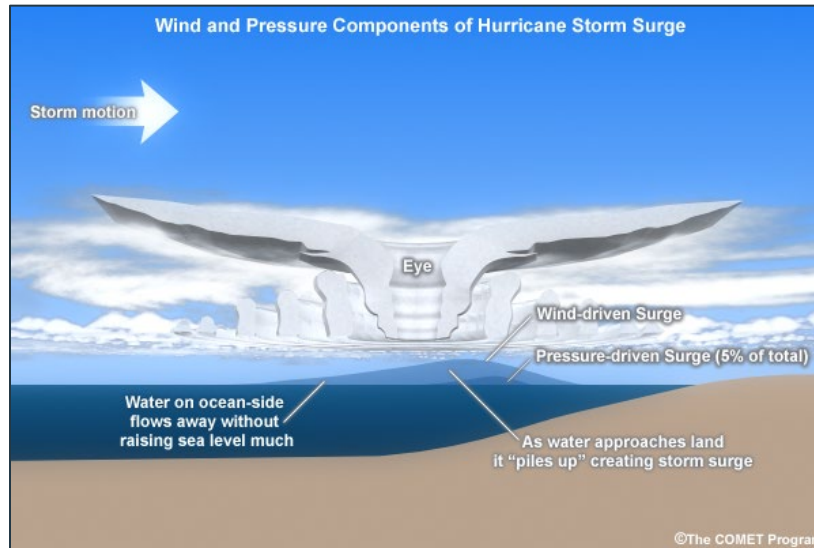 Wind and Pressure Components of Hurricane Storm Surge
Storm motion
Eye
Wind-driven Surge
Pressure-driven Surge (5% of total)
Water on ocean-side
flows away without
raising sea level much
As water approaches land
it “piles up” creating storm surge
©The COMET Program